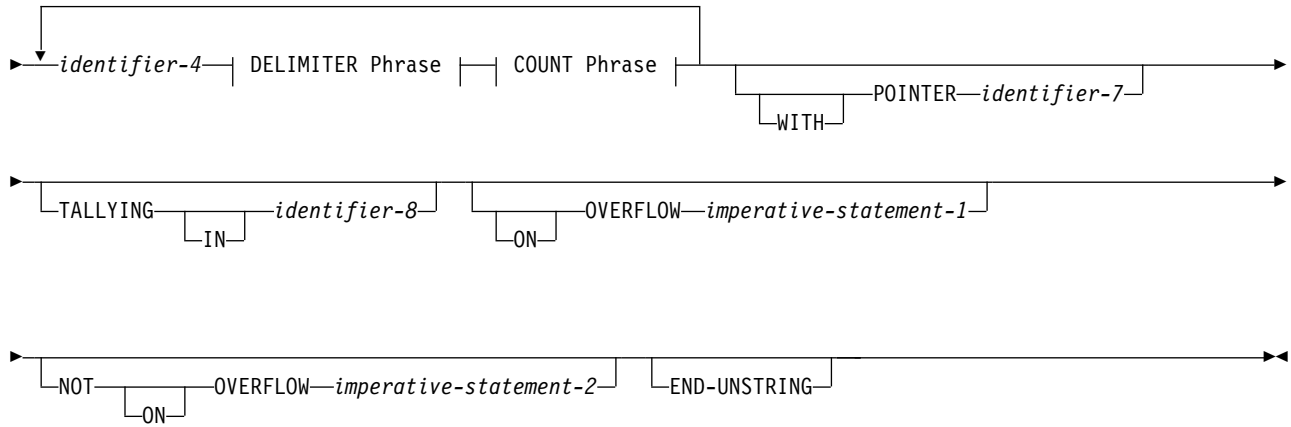 identifier-4 DELIMITER Phrase COUNT Phrase POINTER identifier-7
WITH
TALLYING identifier-8 OVERFLOW imperative-statement-1
IN ON
NOT OVERFLOW imperative-statement-2 END-UNSTRING
ON